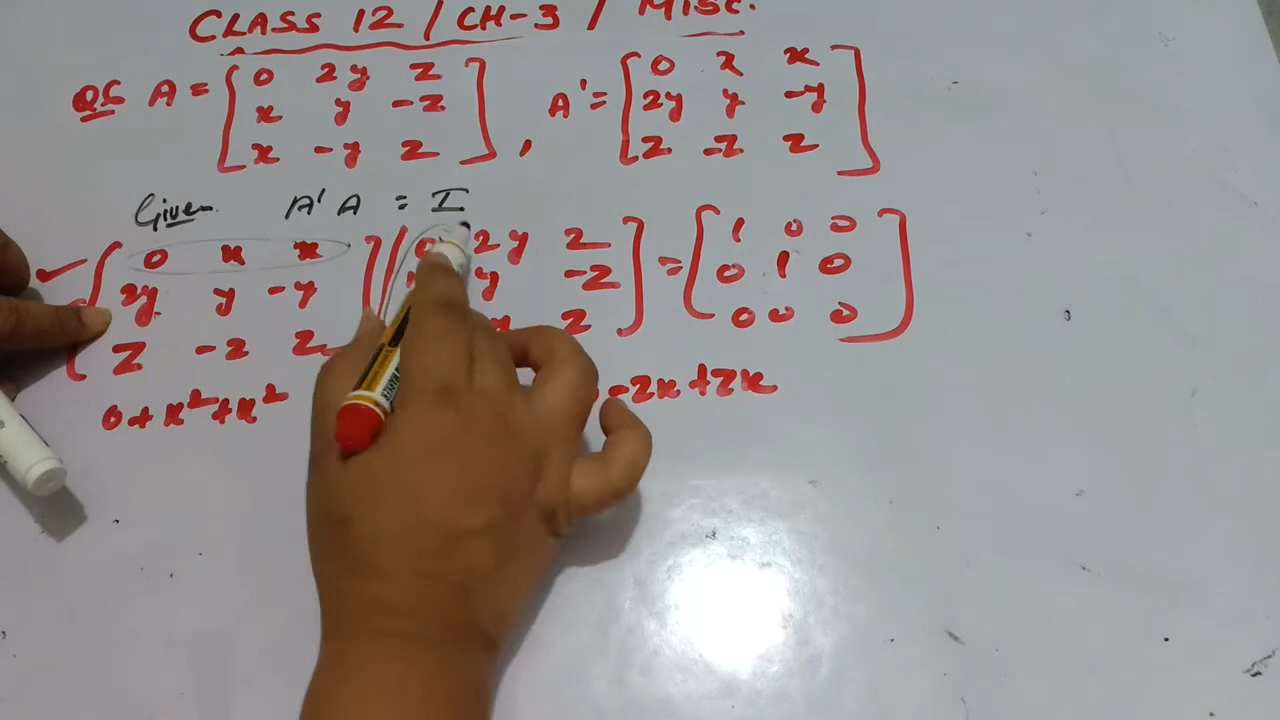 CLASS 12 / CH-3 / MISC.
Q6 A = [ 0 2y z ] , A' = [ 0 x x ]
[ x y -z ] [ 2y y -y ]
[ x -y z ] [ z -z z ]
Given A'A = I
[ 0 x x ] [ 0 2y z ] = [ 1 0 0 ]
[ 2y y -y ] [ y -z ] [ 0 1 0 ]
[ z -z z ] [ z ] [ 0 0 0 ]
0 + x² + x² -zx + zx